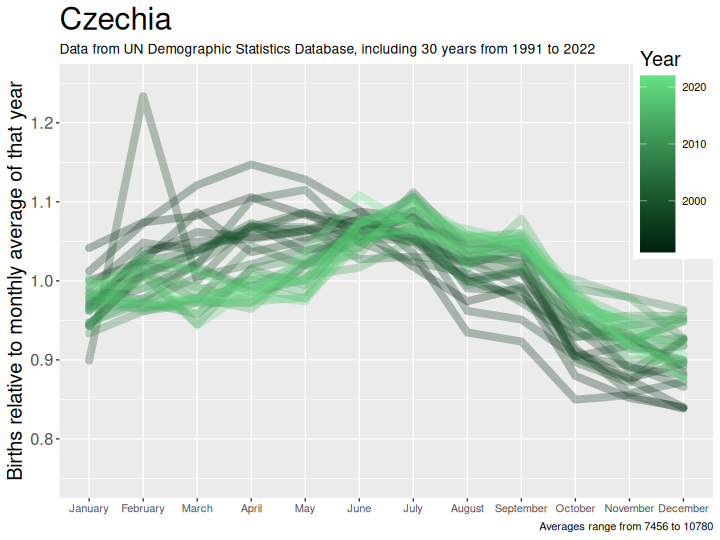 Czechia
Data from UN Demographic Statistics Database, including 30 years from 1991 to 2022
Year
2020
2010
2000
Births relative to monthly average of that year
1.2
1.1
1.0
0.9
0.8
January February March April May June July August September October November December
Averages range from 7456 to 10780